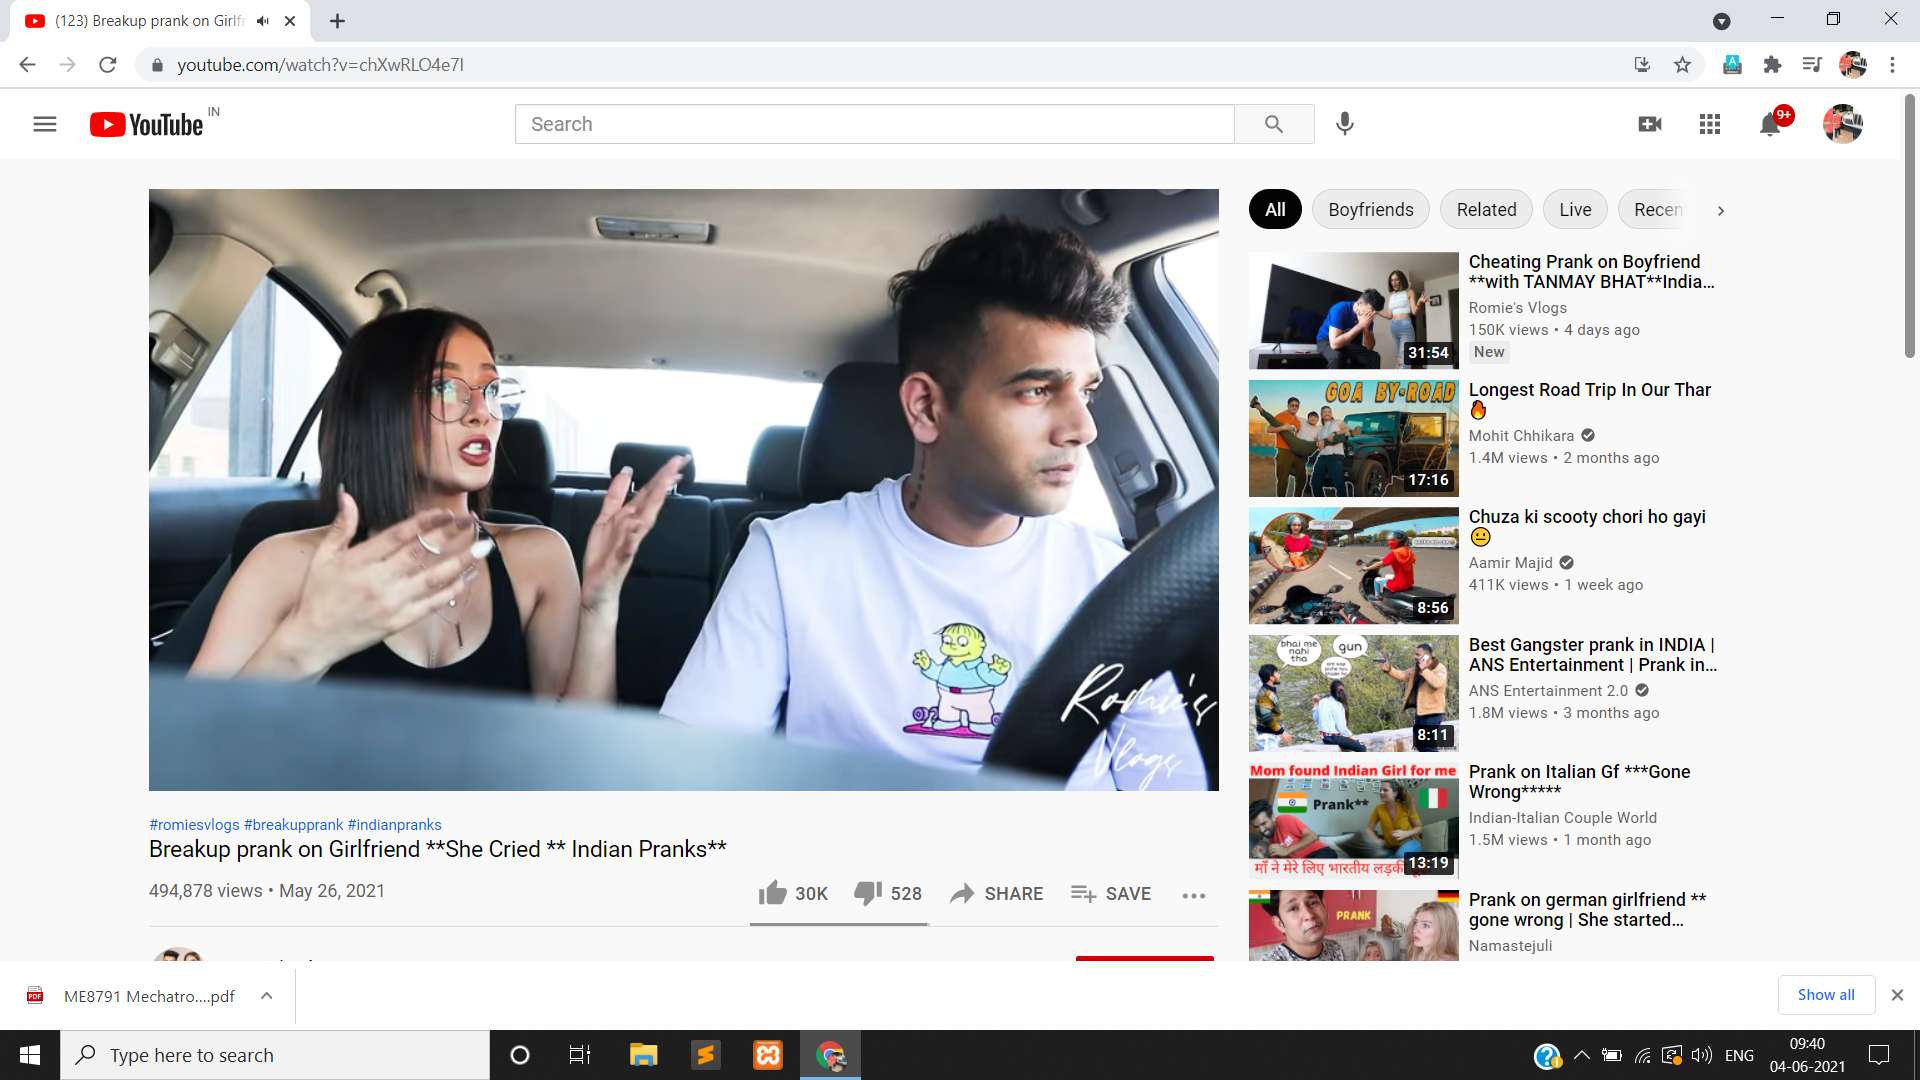 (123) Breakup prank on Girlf
youtube.com/watch?v=chXwRLO4e7I
YouTube IN
Search
9+
All
Boyfriends
Related
Live
Recen
Romie's
Vlogs
#romiesvlogs #breakupprank #indianpranks
Breakup prank on Girlfriend **She Cried ** Indian Pranks**
494,878 views • May 26, 2021
30K
528
SHARE
SAVE
31:54
Cheating Prank on Boyfriend
**with TANMAY BHAT**India...
Romie's Vlogs
150K views • 4 days ago
New
GOA BY-ROAD
17:16
Longest Road Trip In Our Thar
Mohit Chhikara
1.4M views • 2 months ago
8:56
Chuza ki scooty chori ho gayi
Aamir Majid
411K views • 1 week ago
bhai me
nahi
tha
gun
8:11
Best Gangster prank in INDIA |
ANS Entertainment | Prank in...
ANS Entertainment 2.0
1.8M views • 3 months ago
Mom found Indian Girl for me
Prank**
माँ ने मेरे लिए भारतीय
13:19
Prank on Italian Gf ***Gone
Wrong*****
Indian-Italian Couple World
1.5M views • 1 month ago
PRANK
Prank on german girlfriend **
gone wrong | She started...
Namastejuli
PDF
ME8791 Mechatro....pdf
Show all
Type here to search
ENG
09:40
04-06-2021